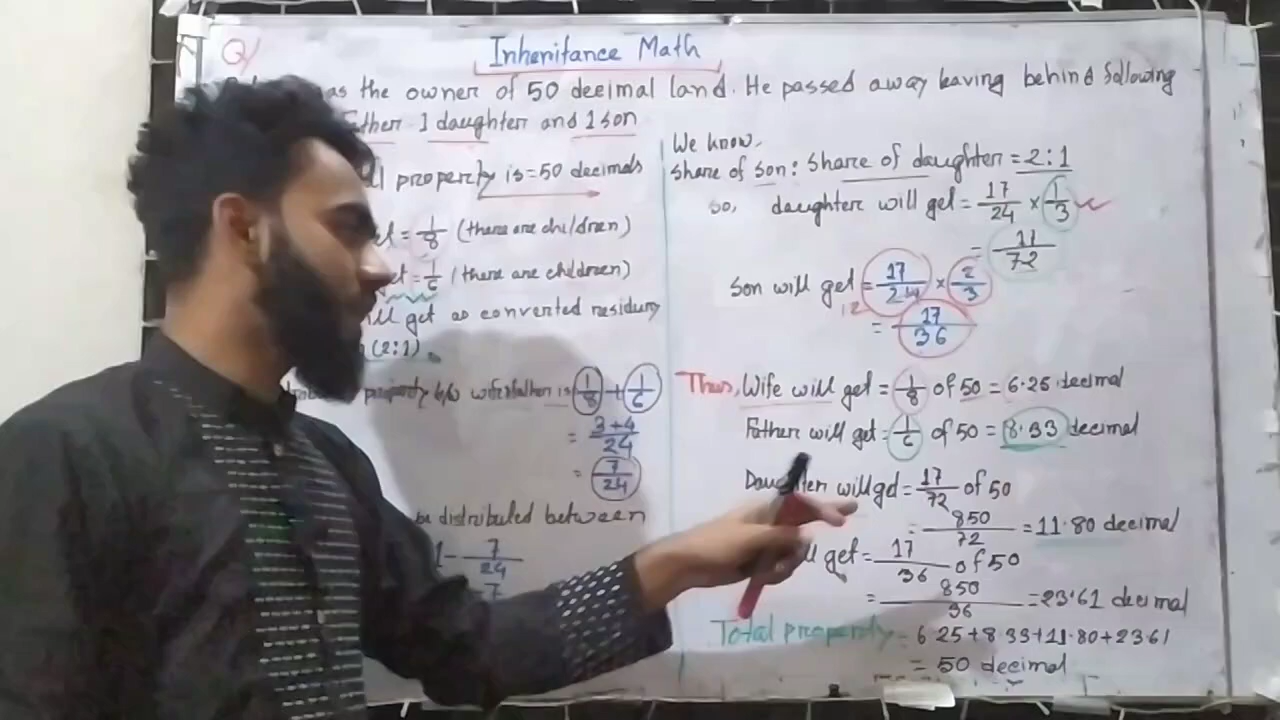 Q/
Inheritance Math
as the owner of 50 decimal land. He passed away leaving behind following
Father 1 daughter and 1 son
property is = 50 decimals
= 1/8 (there are children)
get = 1/6 (there are children)
will get as converted residury
(2:1).
property b/w wife & father is 1/8 + 1/6
= 3+4/24
= 7/24
be distributed between
1 - 7/24
7
We know,
Share of son : Share of daughter = 2:1
so, daughter will get = 17/24 × 1/3
= 17/72
Son will get = 17/24 × 2/3
12
= 17/36
Thus, Wife will get = 1/8 of 50 = 6.25 decimal
Father will get = 1/6 of 50 = 8.33 decimal
Daughter will get = 17/72 of 50
= 850/72 = 11.80 decimal
get = 17/36 of 50
= 850/36 = 23.61 decimal
Total property = 6.25+8.33+11.80+23.61
= 50 decimal